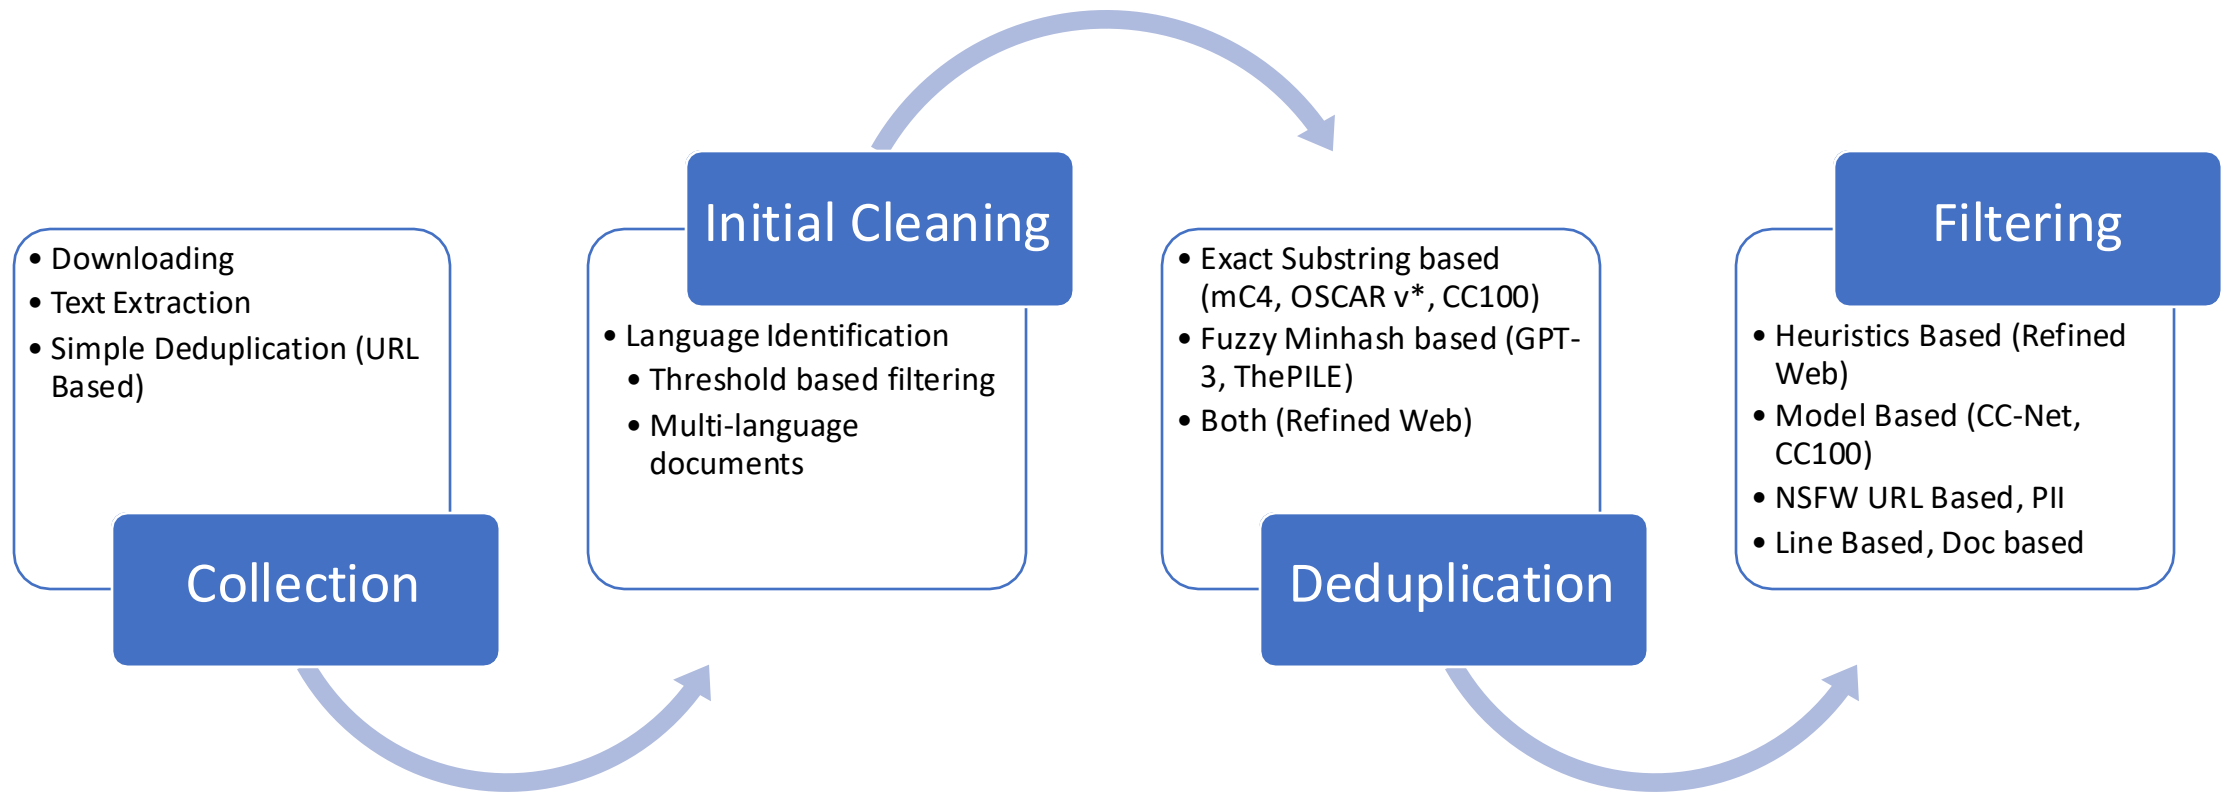 • Downloading
• Text Extraction
• Simple Deduplication (URL
Based)
Collection
Initial Cleaning
• Language Identification
• Threshold based filtering
• Multi-language
documents
• Exact Substring based
(mC4, OSCAR v*, CC100)
• Fuzzy Minhash based (GPT-
3, ThePILE)
• Both (Refined Web)
Deduplication
Filtering
• Heuristics Based (Refined
Web)
• Model Based (CC-Net,
CC100)
• NSFW URL Based, PII
• Line Based, Doc based